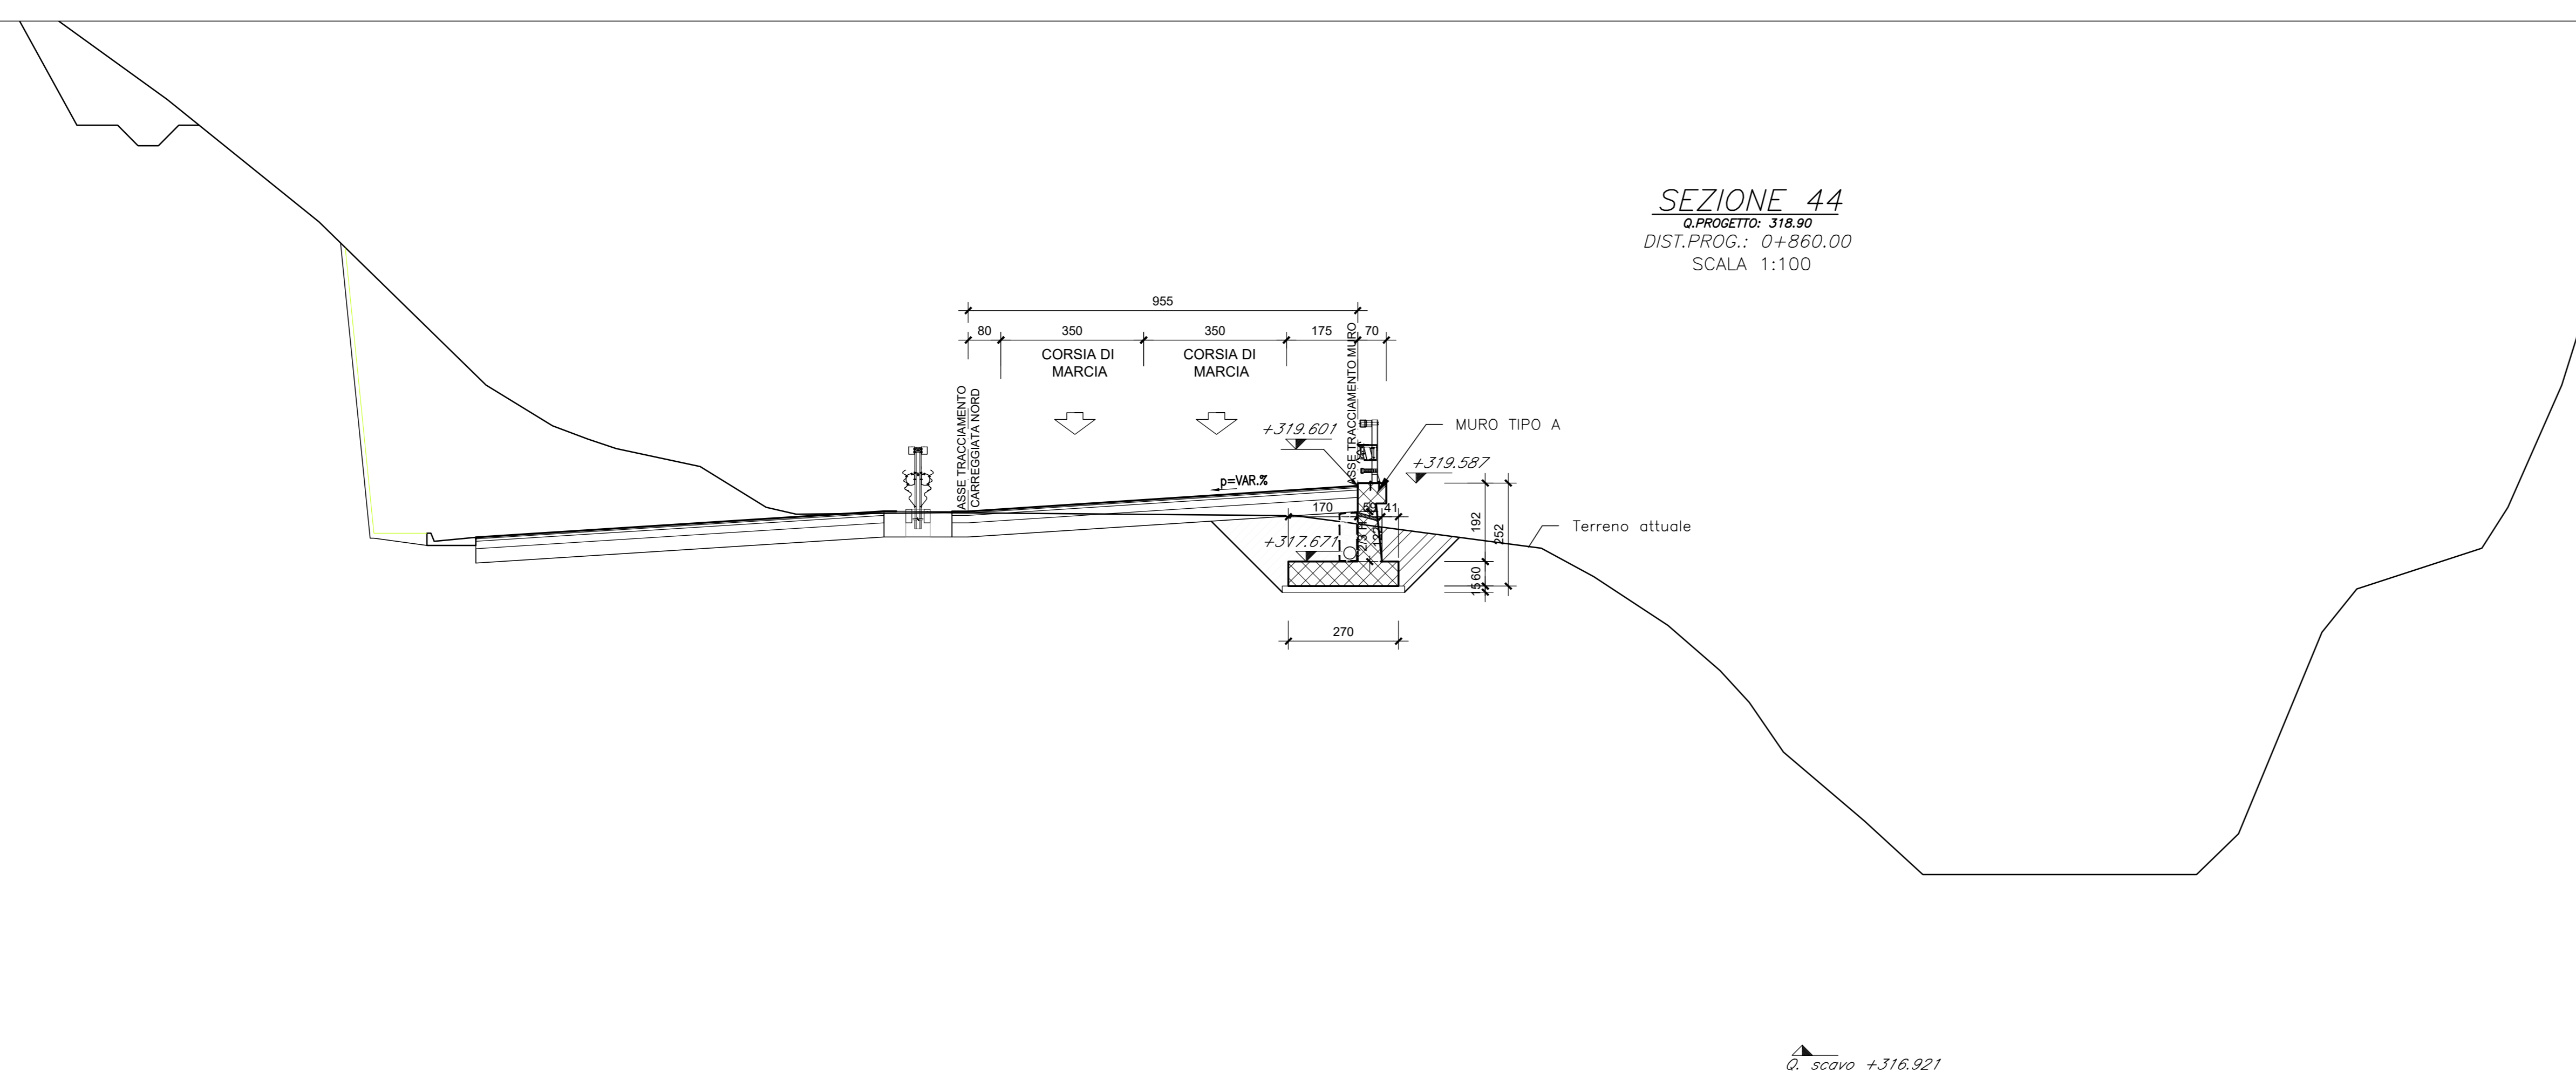 SEZIONE 44
Q.PROGETTO: 318.90
DIST.PROG.: 0+860.00
SCALA 1:100
955
80
350
350
175
70
CORSIA DI
MARCIA
CORSIA DI
MARCIA
ASSE TRACCIAMENTO
CARREGGIATA NORD
ASSE TRACCIAMENTO MURO
+319.601
MURO TIPO A
+319.587
p=VAR.%
170
41
192
252
Terreno attuale
+317.671
2/3 H
60
15
270
Q. scavo +316.921